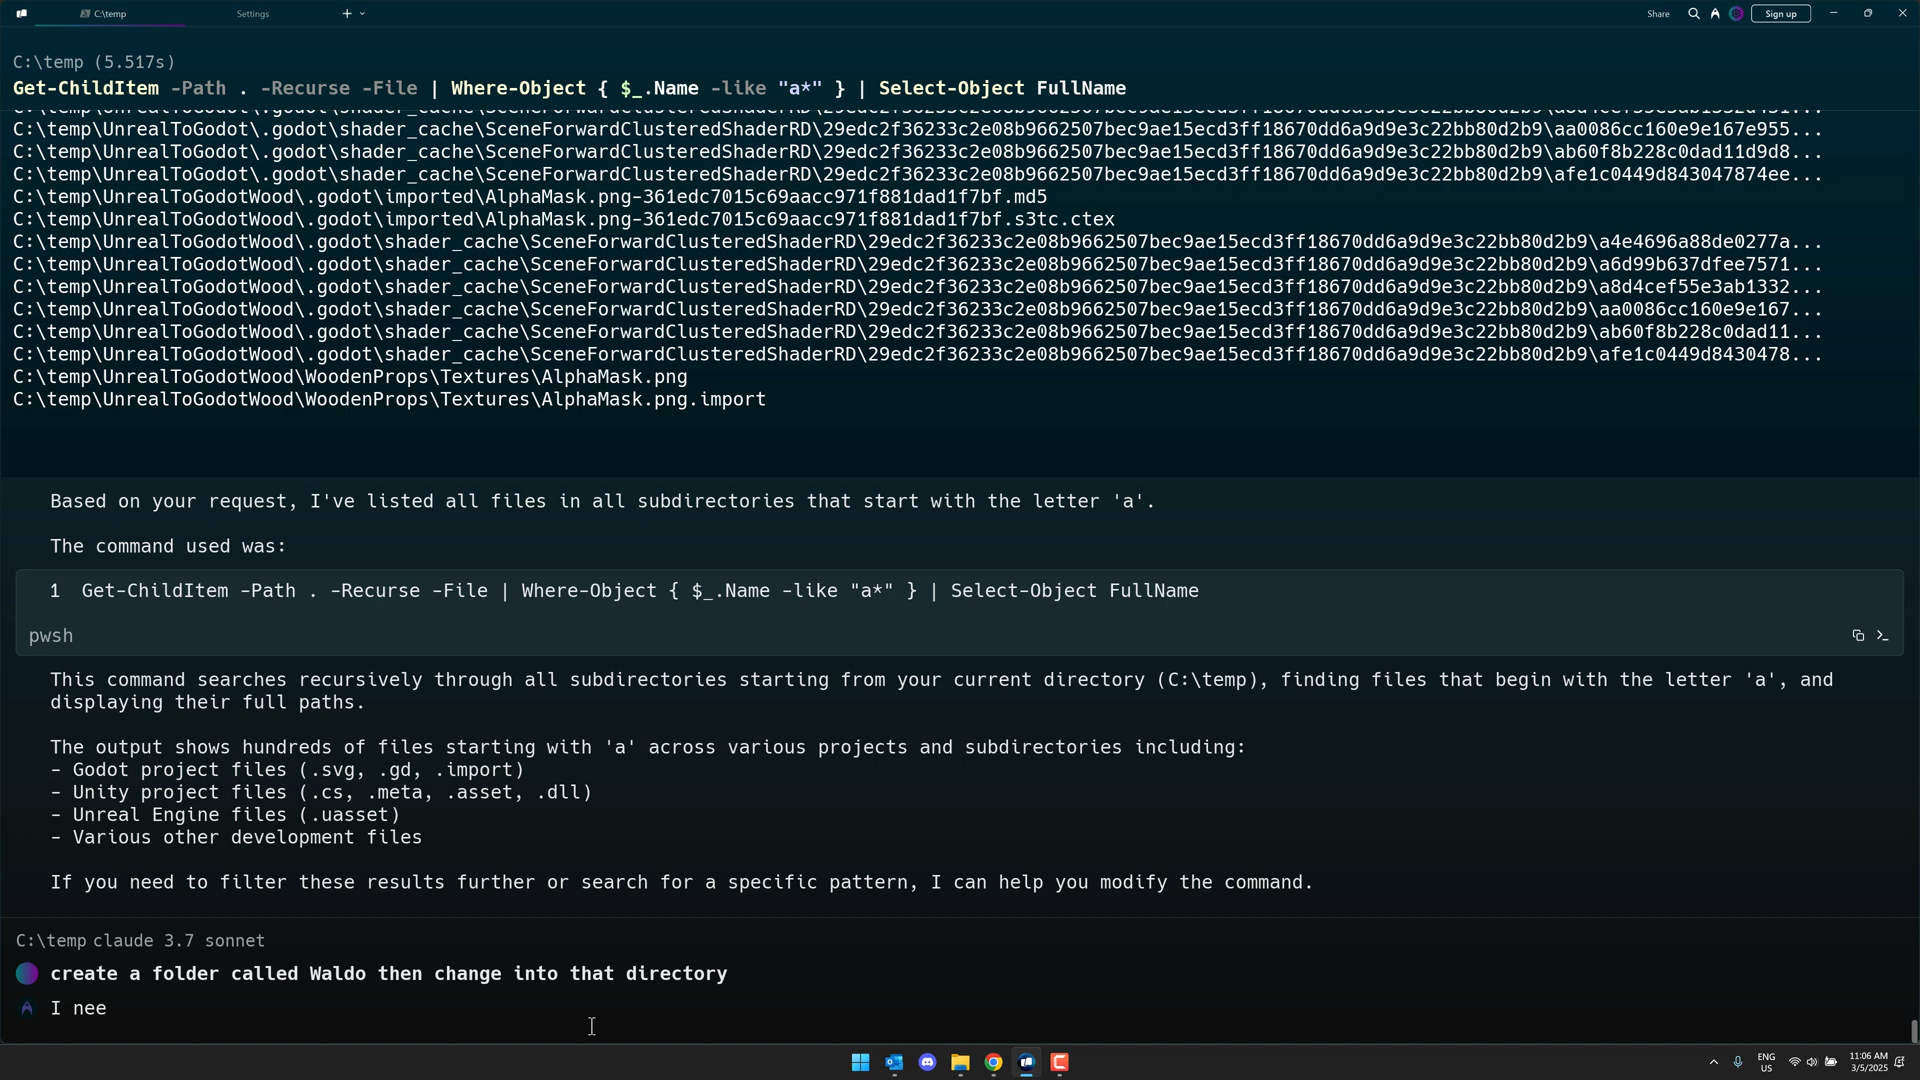 C:\temp
Settings
Share
Sign up
C:\temp (5.517s)
Get-ChildItem -Path . -Recurse -File | Where-Object { $_.Name -like "a*" } | Select-Object FullName
C:\temp\UnrealToGodot\.godot\shader_cache\SceneForwardClusteredShaderRD\29edc2f36233c2e08b9662507bec9ae15ecd3ff18670dd6a9d9e3c22bb80d2b9\aa0086cc160e9e167e955...
C:\temp\UnrealToGodot\.godot\shader_cache\SceneForwardClusteredShaderRD\29edc2f36233c2e08b9662507bec9ae15ecd3ff18670dd6a9d9e3c22bb80d2b9\ab60f8b228c0dad11d9d8...
C:\temp\UnrealToGodot\.godot\shader_cache\SceneForwardClusteredShaderRD\29edc2f36233c2e08b9662507bec9ae15ecd3ff18670dd6a9d9e3c22bb80d2b9\afe1c0449d843047874ee...
C:\temp\UnrealToGodotWood\.godot\imported\AlphaMask.png-361edc7015c69aacc971f881dad1f7bf.md5
C:\temp\UnrealToGodotWood\.godot\imported\AlphaMask.png-361edc7015c69aacc971f881dad1f7bf.s3tc.ctex
C:\temp\UnrealToGodotWood\.godot\shader_cache\SceneForwardClusteredShaderRD\29edc2f36233c2e08b9662507bec9ae15ecd3ff18670dd6a9d9e3c22bb80d2b9\a4e4696a88de0277a...
C:\temp\UnrealToGodotWood\.godot\shader_cache\SceneForwardClusteredShaderRD\29edc2f36233c2e08b9662507bec9ae15ecd3ff18670dd6a9d9e3c22bb80d2b9\a6d99b637dfee7571...
C:\temp\UnrealToGodotWood\.godot\shader_cache\SceneForwardClusteredShaderRD\29edc2f36233c2e08b9662507bec9ae15ecd3ff18670dd6a9d9e3c22bb80d2b9\a8d4cef55e3ab1332...
C:\temp\UnrealToGodotWood\.godot\shader_cache\SceneForwardClusteredShaderRD\29edc2f36233c2e08b9662507bec9ae15ecd3ff18670dd6a9d9e3c22bb80d2b9\aa0086cc160e9e167...
C:\temp\UnrealToGodotWood\.godot\shader_cache\SceneForwardClusteredShaderRD\29edc2f36233c2e08b9662507bec9ae15ecd3ff18670dd6a9d9e3c22bb80d2b9\ab60f8b228c0dad11...
C:\temp\UnrealToGodotWood\.godot\shader_cache\SceneForwardClusteredShaderRD\29edc2f36233c2e08b9662507bec9ae15ecd3ff18670dd6a9d9e3c22bb80d2b9\afe1c0449d8430478...
C:\temp\UnrealToGodotWood\WoodenProps\Textures\AlphaMask.png
C:\temp\UnrealToGodotWood\WoodenProps\Textures\AlphaMask.png.import
Based on your request, I've listed all files in all subdirectories that start with the letter 'a'.
The command used was:
1 Get-ChildItem -Path . -Recurse -File | Where-Object { $_.Name -like "a*" } | Select-Object FullName
pwsh
This command searches recursively through all subdirectories starting from your current directory (C:\temp), finding files that begin with the letter 'a', and
displaying their full paths.
The output shows hundreds of files starting with 'a' across various projects and subdirectories including:
- Godot project files (.svg, .gd, .import)
- Unity project files (.cs, .meta, .asset, .dll)
- Unreal Engine files (.uasset)
- Various other development files
If you need to filter these results further or search for a specific pattern, I can help you modify the command.
C:\temp claude 3.7 sonnet
create a folder called Waldo then change into that directory
I nee
ENG
US
11:06 AM
3/5/2025